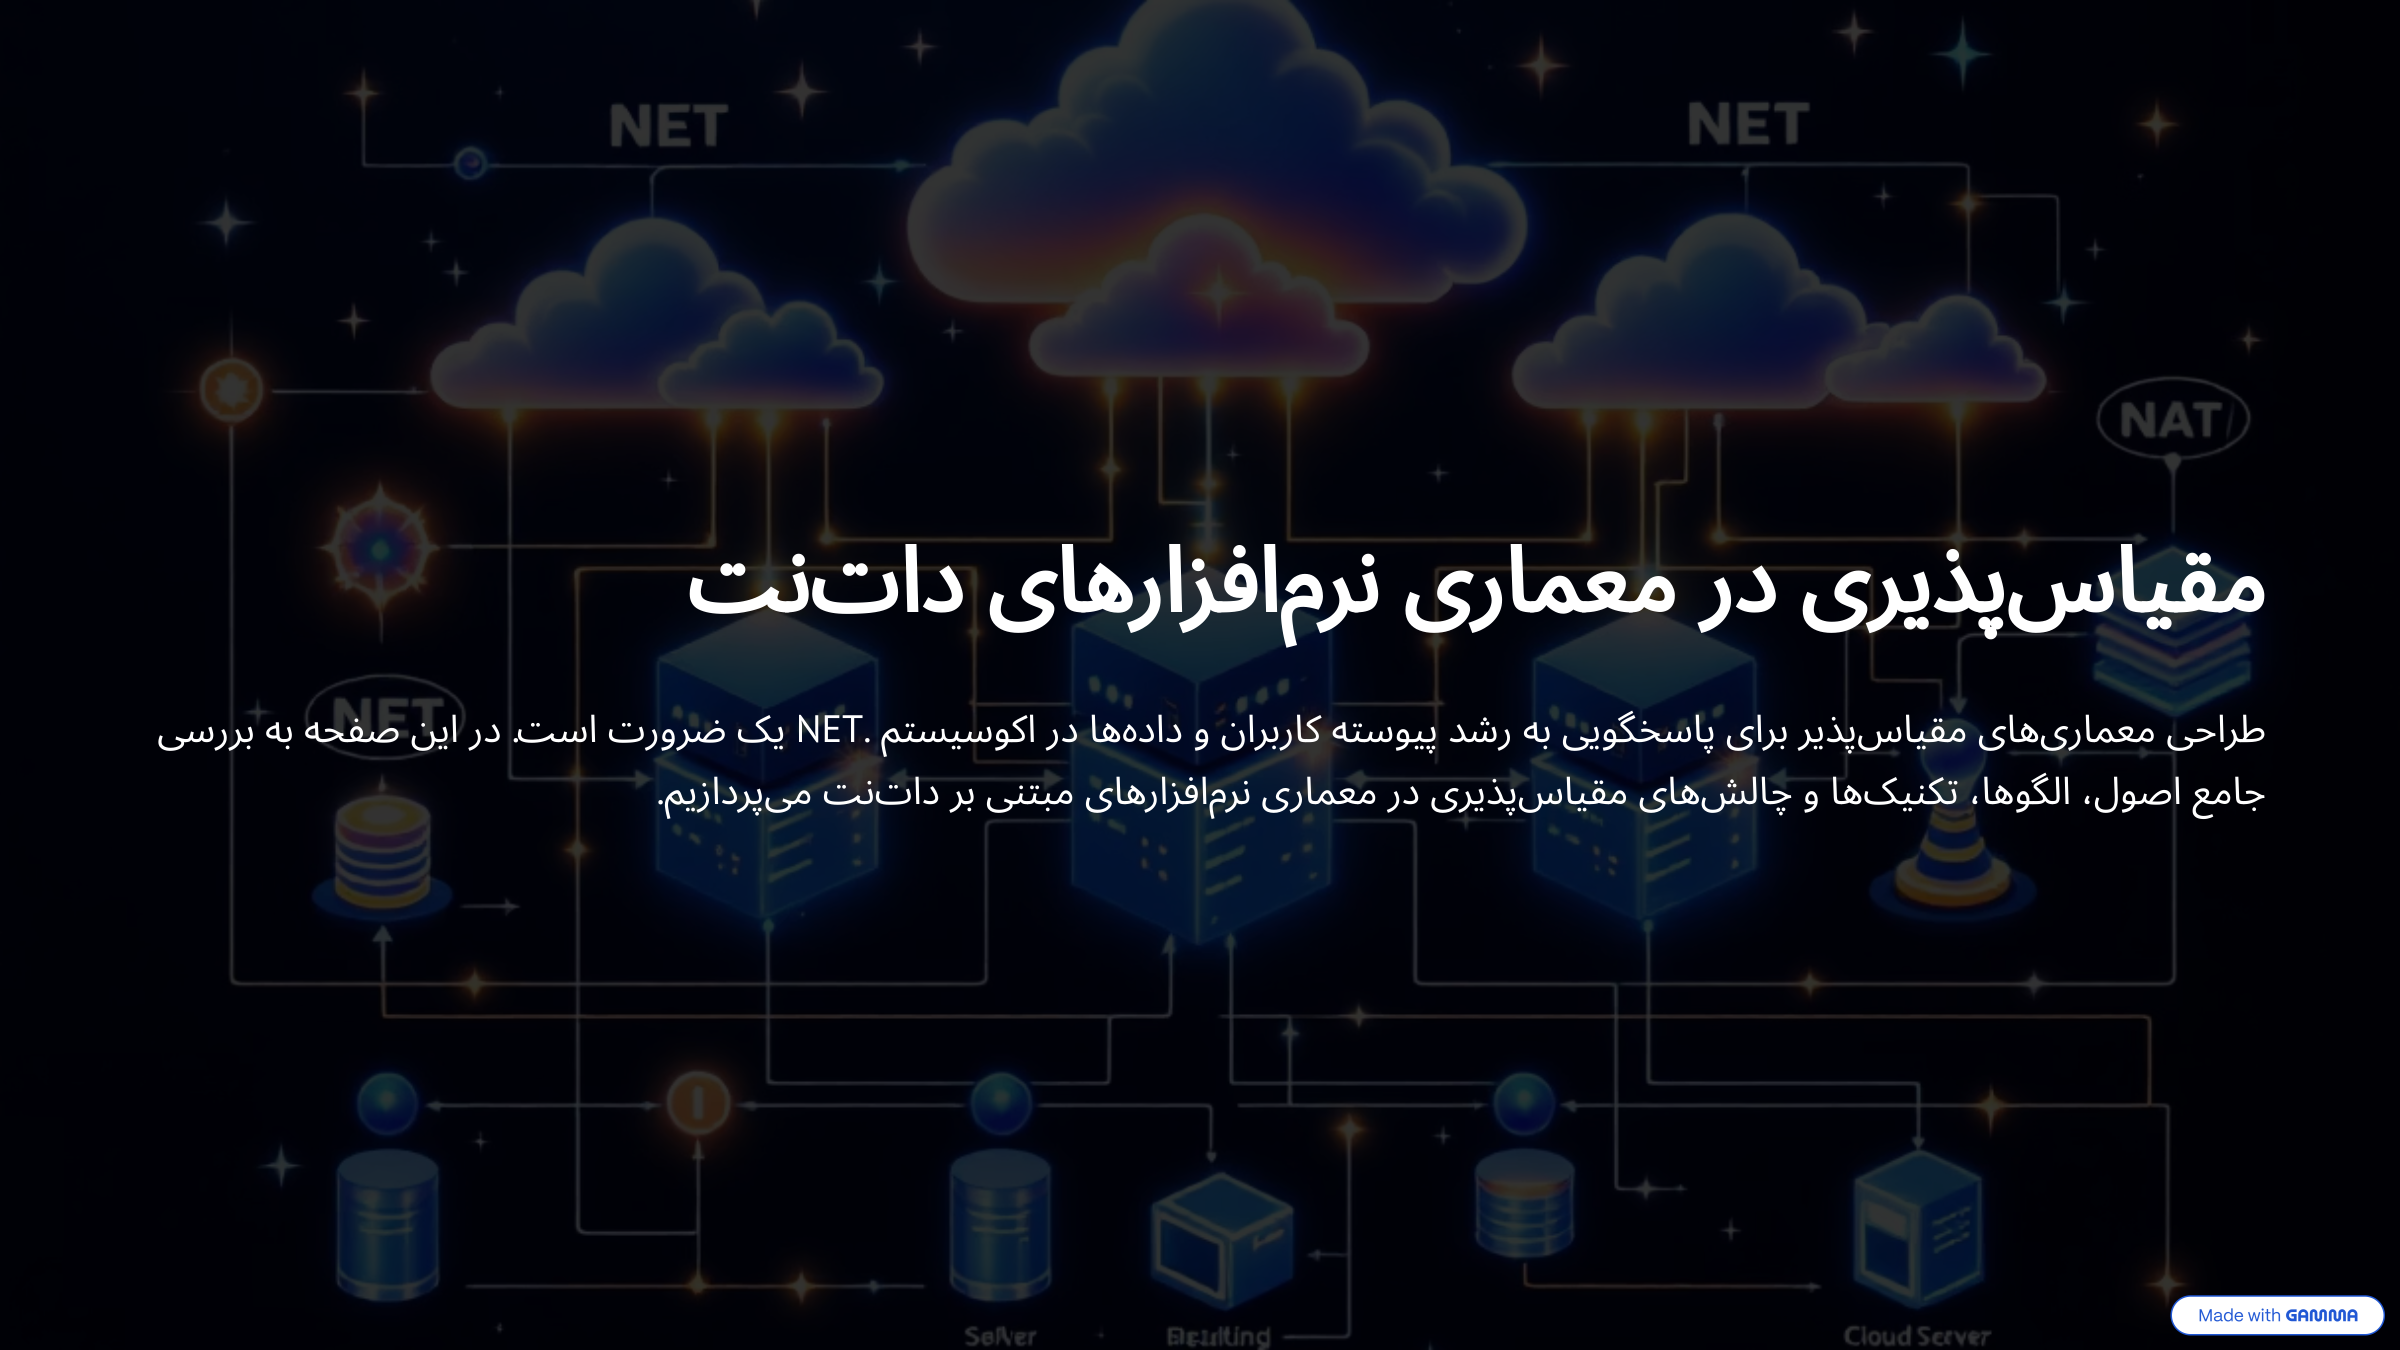 NET
NET
NAT
مقیاس‌پذیری در معماری نرم‌افزارهای دات‌نت
NET
طراحی معماری‌های مقیاس‌پذیر برای پاسخگویی به رشد پیوسته کاربران و داده‌ها در اکوسیستم .NET یک ضرورت است. در این صفحه به بررسی
جامع اصول، الگوها، تکنیک‌ها و چالش‌های مقیاس‌پذیری در معماری نرم‌افزارهای مبتنی بر دات‌نت می‌پردازیم.
Cloud Server
Made with GAMMA